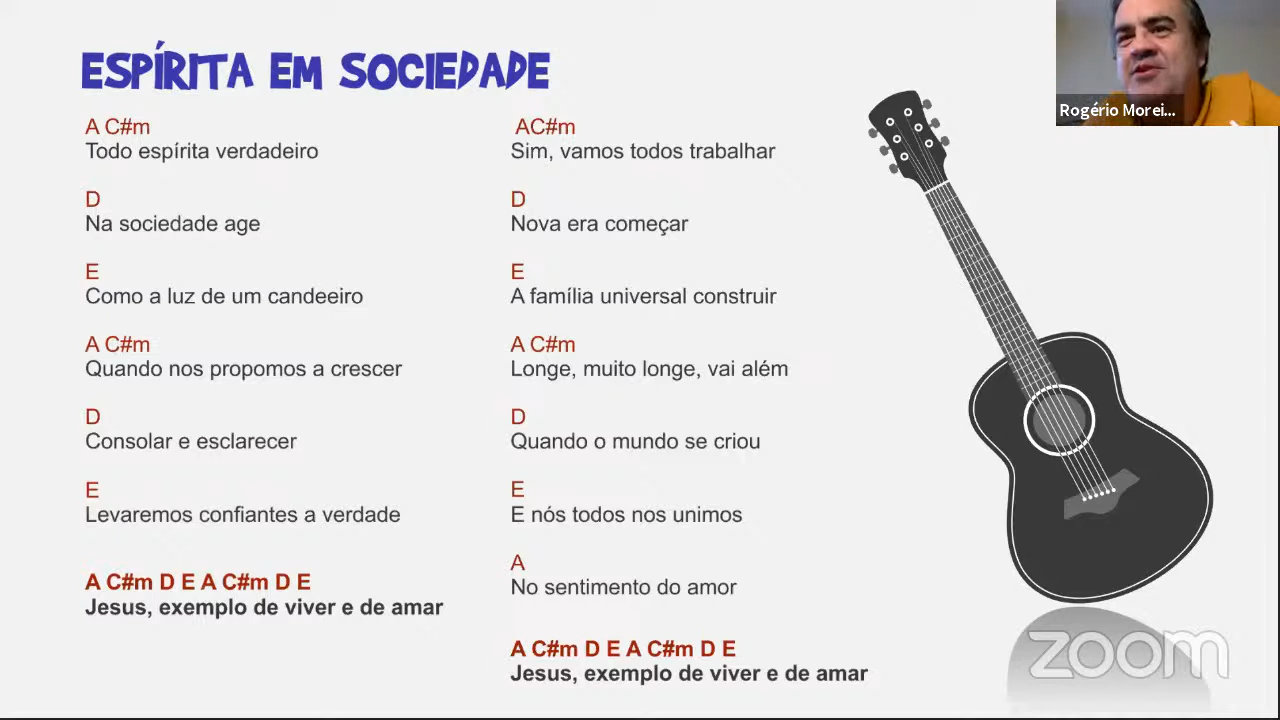 ESPÍRITA EM SOCIEDADE
A C#m
Todo espírita verdadeiro
D
Na sociedade age
E
Como a luz de um candeeiro
A C#m
Quando nos propomos a crescer
D
Consolar e esclarecer
E
Levaremos confiantes a verdade
A C#m D E A C#m D E
Jesus, exemplo de viver e de amar
AC#m
Sim, vamos todos trabalhar
D
Nova era começar
E
A família universal construir
A C#m
Longe, muito longe, vai além
D
Quando o mundo se criou
E
E nós todos nos unimos
A
No sentimento do amor
A C#m D E A C#m D E
Jesus, exemplo de viver e de amar
Rogério Morei...
zoom